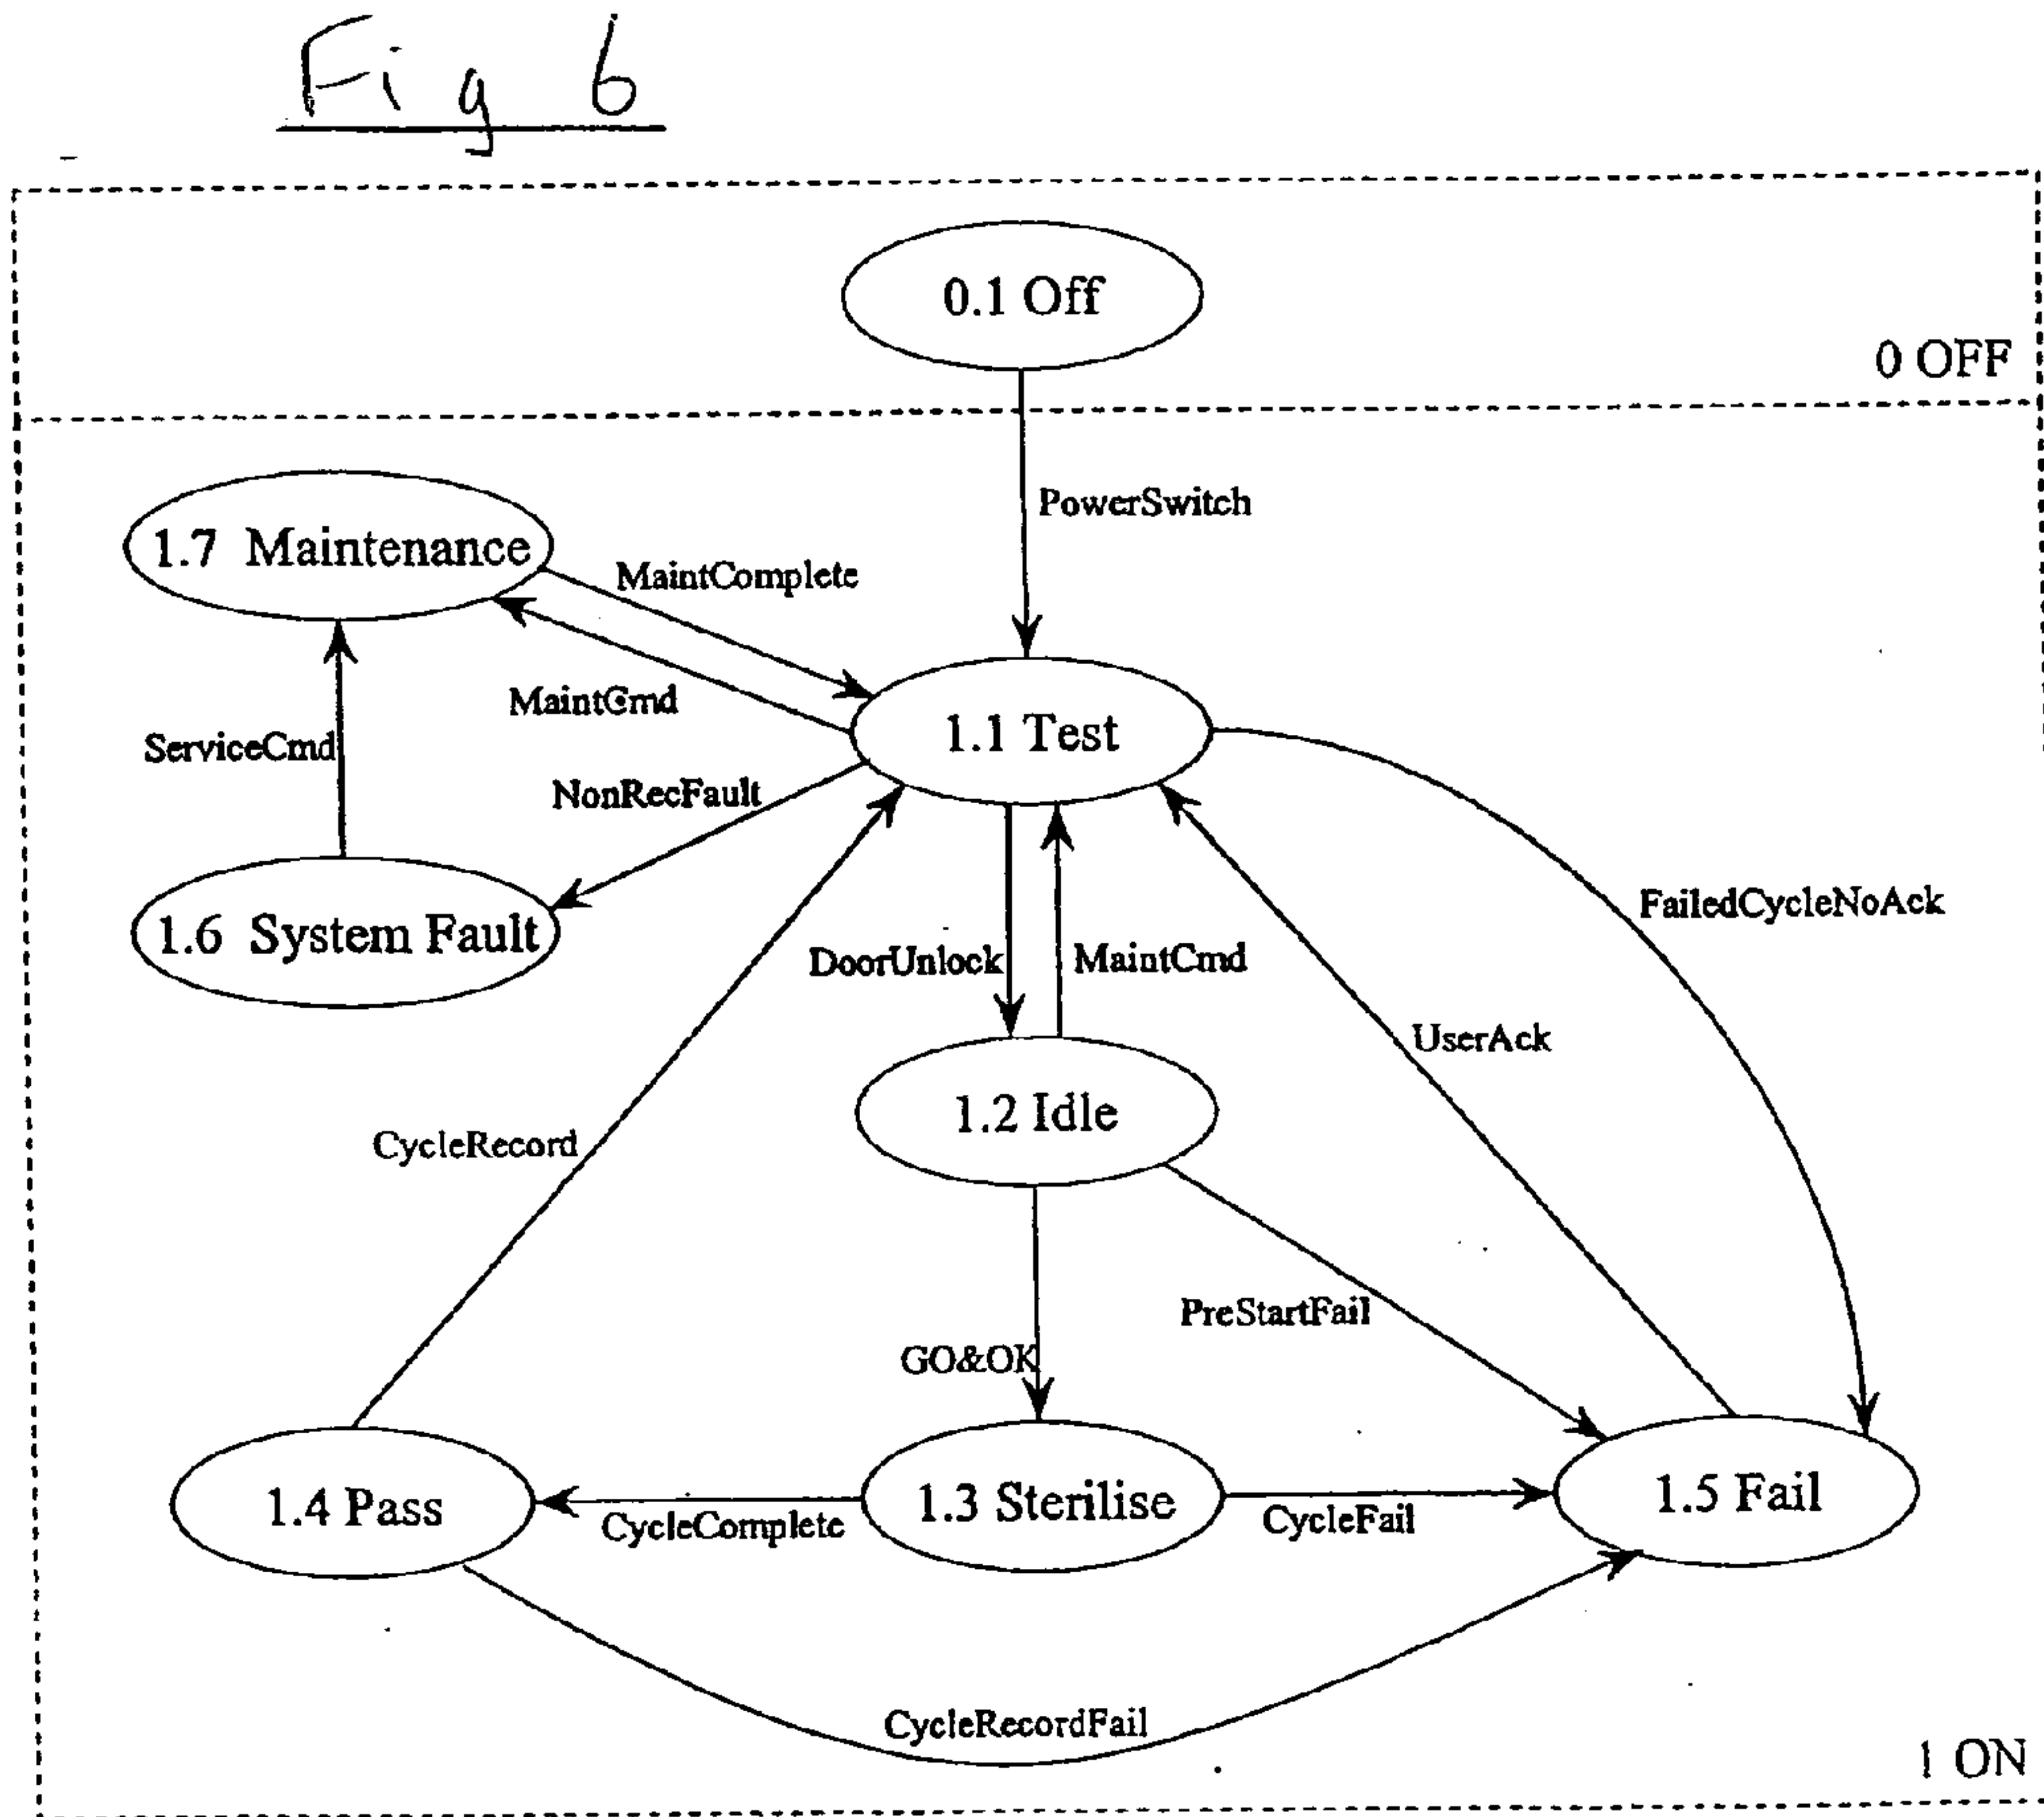 Fig 6
0.1 Off
0 OFF
PowerSwitch
1.7 Maintenance
MaintComplete
MaintCmd
1.1 Test
ServiceCmd
NonRecFault
FailedCycleNoAck
1.6 System Fault
DoorUnlock
MaintCmd
UserAck
1.2 Idle
CycleRecord
PreStartFail
GO&OK
1.4 Pass
1.3 Sterilise
1.5 Fail
CycleComplete
CycleFail
CycleRecordFail
1 ON